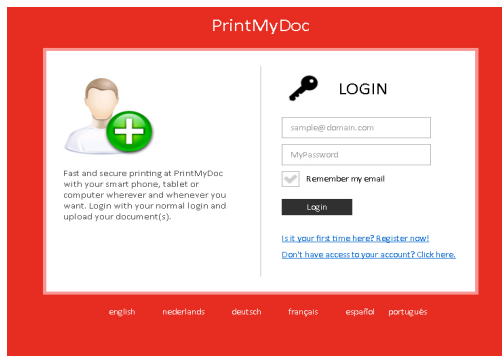 PrintMyDoc
LOGIN
sample@domain.com
MyPassword
Remember my email
Login
Fast and secure printing at PrintMyDoc
with your smart phone, tablet or
computer wherever and whenever you
want. Login with your normal login and
upload your document(s).
Is it your first time here? Register now!
Don't have access to your account? Click here.
english nederlands deutsch français español português